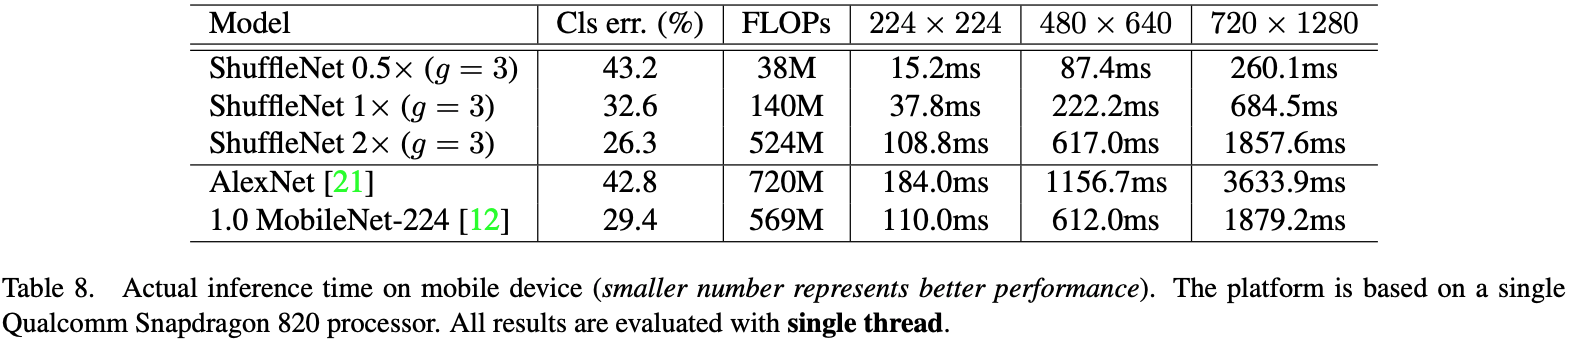 Model Cls err. (%) FLOPs 224 × 224 480 × 640 720 × 1280
ShuffleNet 0.5× (g = 3) 43.2 38M 15.2ms 87.4ms 260.1ms
ShuffleNet 1× (g = 3) 32.6 140M 37.8ms 222.2ms 684.5ms
ShuffleNet 2× (g = 3) 26.3 524M 108.8ms 617.0ms 1857.6ms
AlexNet [21] 42.8 720M 184.0ms 1156.7ms 3633.9ms
1.0 MobileNet-224 [12] 29.4 569M 110.0ms 612.0ms 1879.2ms
Table 8. Actual inference time on mobile device (smaller number represents better performance). The platform is based on a single
Qualcomm Snapdragon 820 processor. All results are evaluated with single thread.